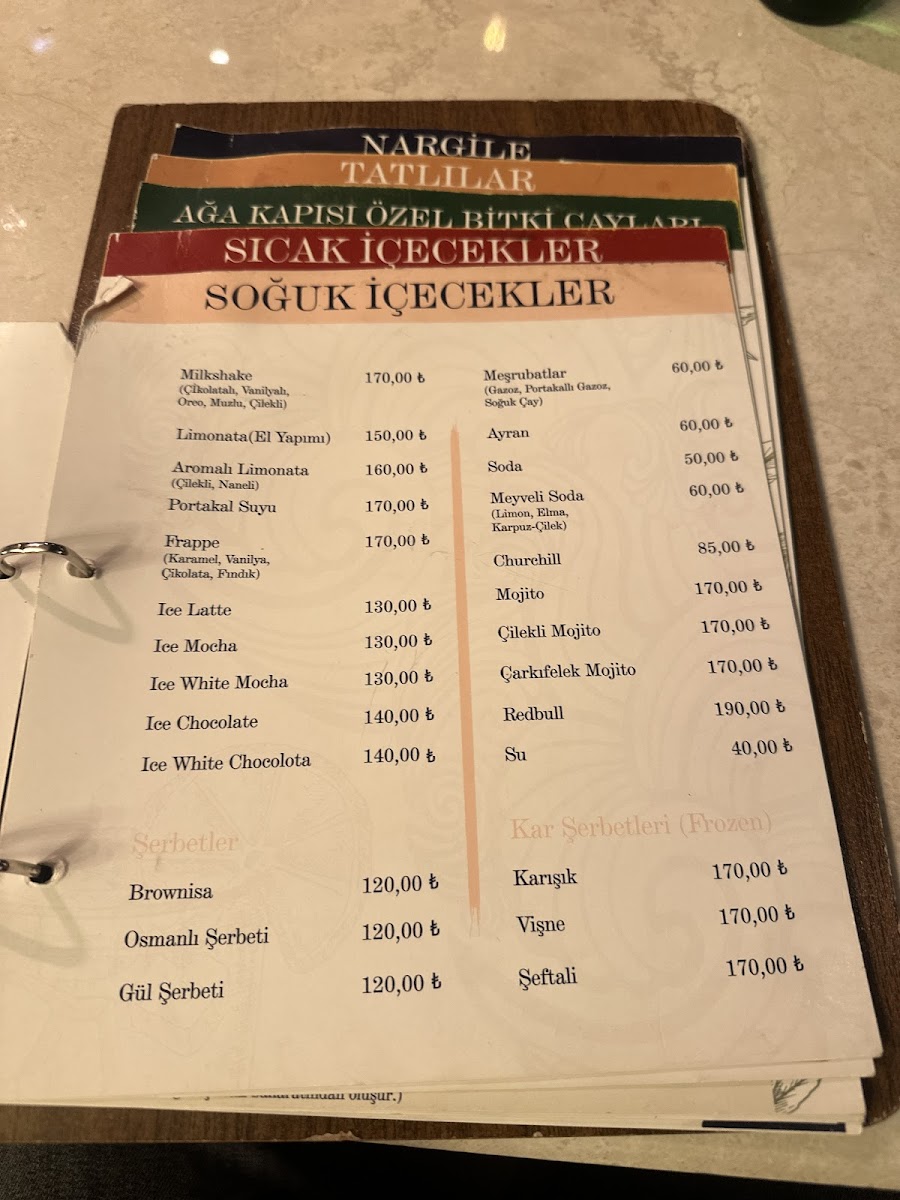 NARGİLE
TATLILAR
AĞA KAPISI ÖZEL BİTKİ ÇAYLARI
SICAK İÇECEKLER
SOĞUK İÇECEKLER
Milkshake 170,00 ₺
(Çİkolatalı, Vanilyalı,
Oreo, Muzlu, Çilekli)
Limonata(El Yapımı) 150,00 ₺
Aromalı Limonata 160,00 ₺
(Çilekli, Naneli)
Portakal Suyu 170,00 ₺
Frappe 170,00 ₺
(Karamel, Vanilya,
Çikolata, Fındık)
Ice Latte 130,00 ₺
Ice Mocha 130,00 ₺
Ice White Mocha 130,00 ₺
Ice Chocolate 140,00 ₺
Ice White Chocolota 140,00 ₺
Şerbetler
Brownisa 120,00 ₺
Osmanlı Şerbeti 120,00 ₺
Gül Şerbeti 120,00 ₺
Meşrubatlar 60,00 ₺
(Gazoz, Portakallı Gazoz,
Soğuk Çay)
Ayran 60,00 ₺
Soda 50,00 ₺
Meyveli Soda 60,00 ₺
(Limon, Elma,
Karpuz-Çilek)
Churchill 85,00 ₺
Mojito 170,00 ₺
Çilekli Mojito 170,00 ₺
Çarkıfelek Mojito 170,00 ₺
Redbull 190,00 ₺
Su 40,00 ₺
Kar Şerbetleri (Frozen)
Karışık 170,00 ₺
Vişne 170,00 ₺
Şeftali 170,00 ₺
oluşur.)